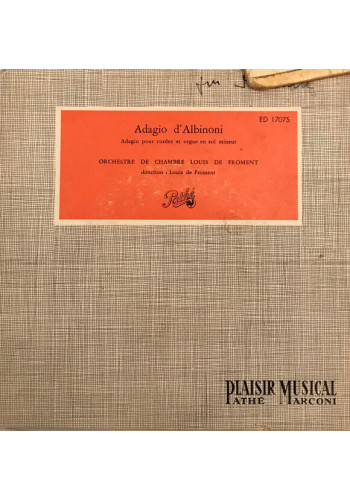 ED 17075
Adagio d'Albinoni
Adagio pour cordes et orgue en sol mineur
ORCHESTRE DE CHAMBRE LOUIS DE FROMENT
direction : Louis de Froment
Pathé
PLAISIR MUSICAL
PATHÉ MARCONI